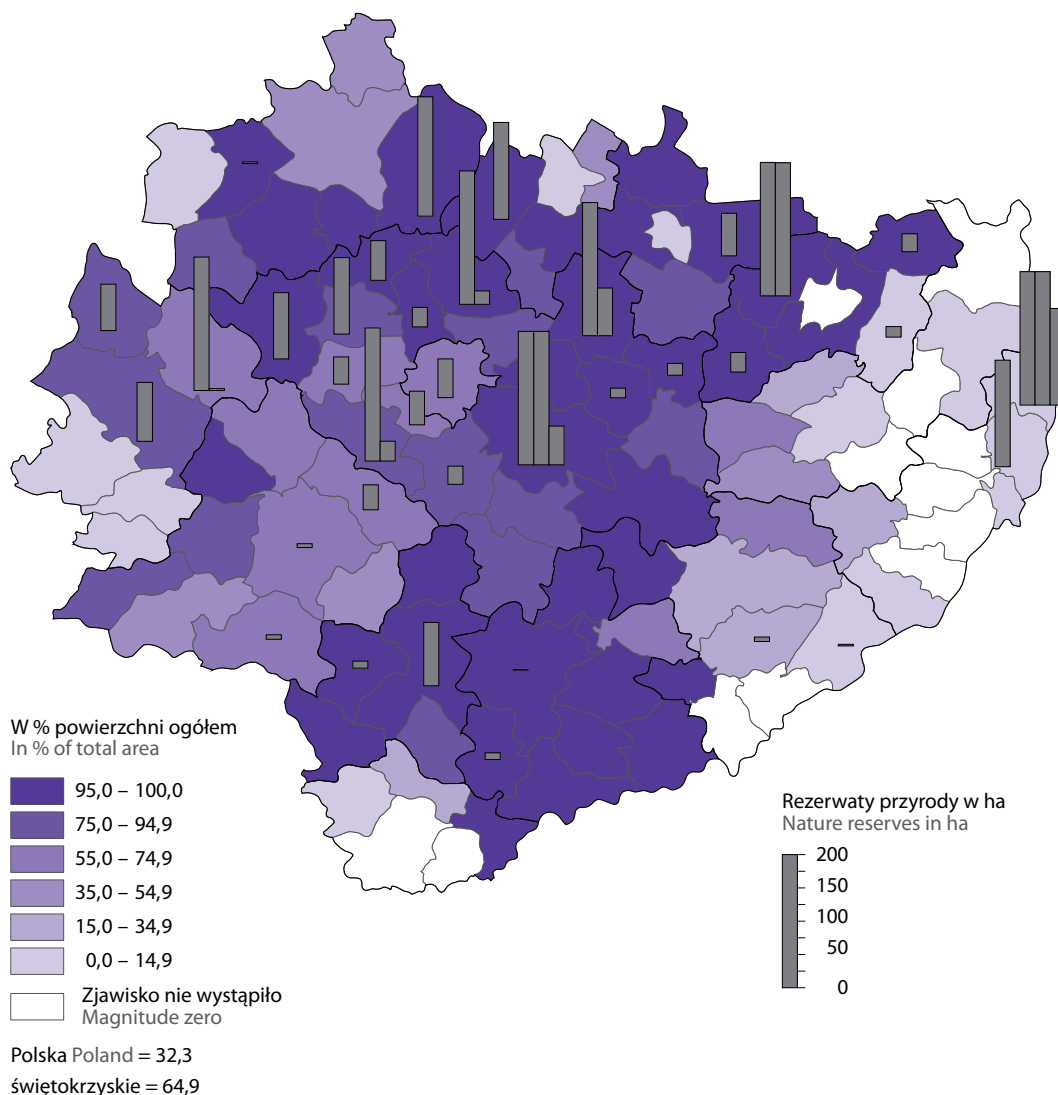 W % powierzchni ogółem
In % of total area
95,0 – 100,0
75,0 – 94,9
55,0 – 74,9
35,0 – 54,9
15,0 – 34,9
0,0 – 14,9
Zjawisko nie wystąpiło
Magnitude zero
Polska Poland = 32,3
świętokrzyskie = 64,9
Rezerwaty przyrody w ha
Nature reserves in ha
200
150
100
50
0